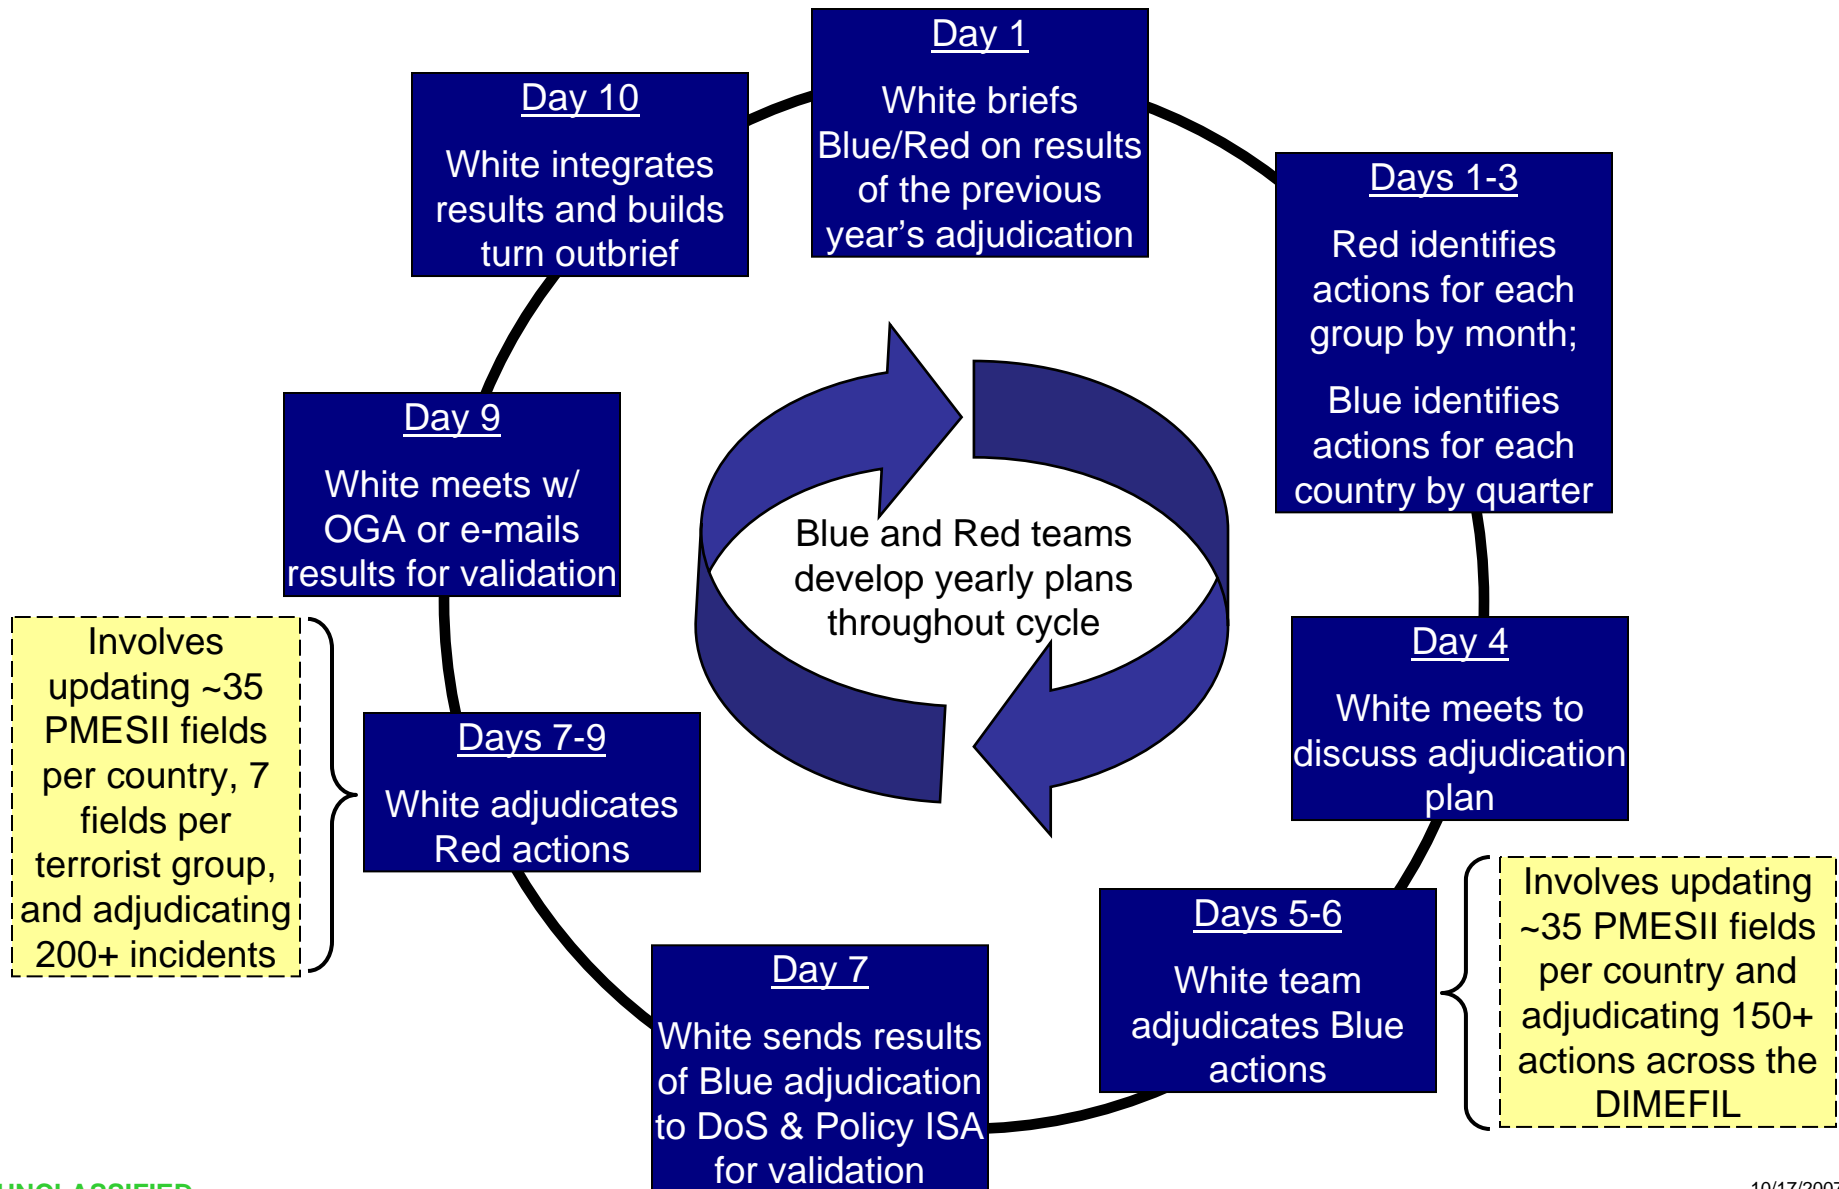 Day 1
White briefs
Blue/Red on results
of the previous
year's adjudication
Days 1-3
Red identifies
actions for each
group by month;
Blue identifies
actions for each
country by quarter
Day 4
White meets to
discuss adjudication
plan
Days 5-6
White team
adjudicates Blue
actions
Involves updating
~35 PMESII fields
per country and
adjudicating 150+
actions across the
DIMEFIL
Day 7
White sends results
of Blue adjudication
to DoS & Policy ISA
for validation
Days 7-9
White adjudicates
Red actions
Involves
updating ~35
PMESII fields
per country, 7
fields per
terrorist group,
and adjudicating
200+ incidents
Day 9
White meets w/
OGA or e-mails
results for validation
Day 10
White integrates
results and builds
turn outbrief
Blue and Red teams
develop yearly plans
throughout cycle
UNCLASSIFIED
10/17/2007